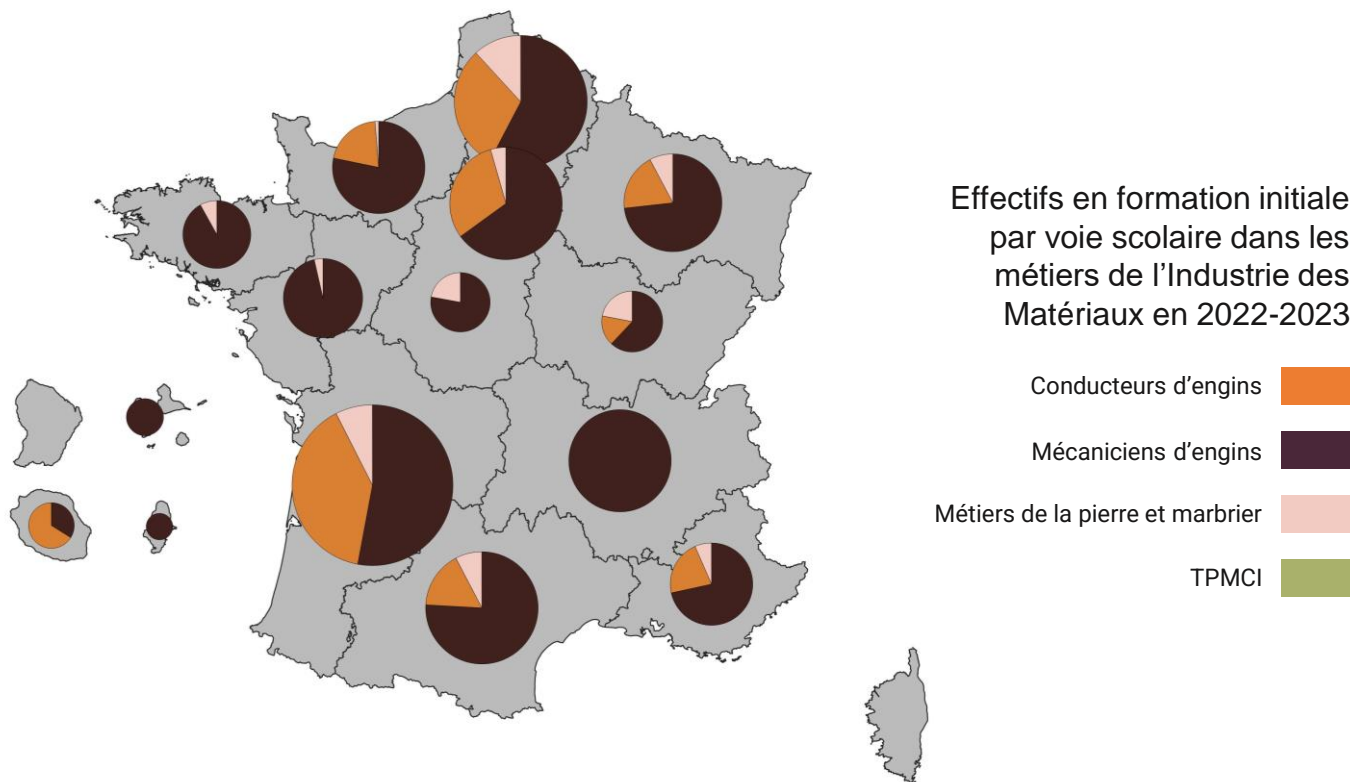 Effectifs en formation initiale
par voie scolaire dans les
métiers de l’Industrie des
Matériaux en 2022-2023
Conducteurs d’engins
Mécaniciens d’engins
Métiers de la pierre et marbrier
TPMCI